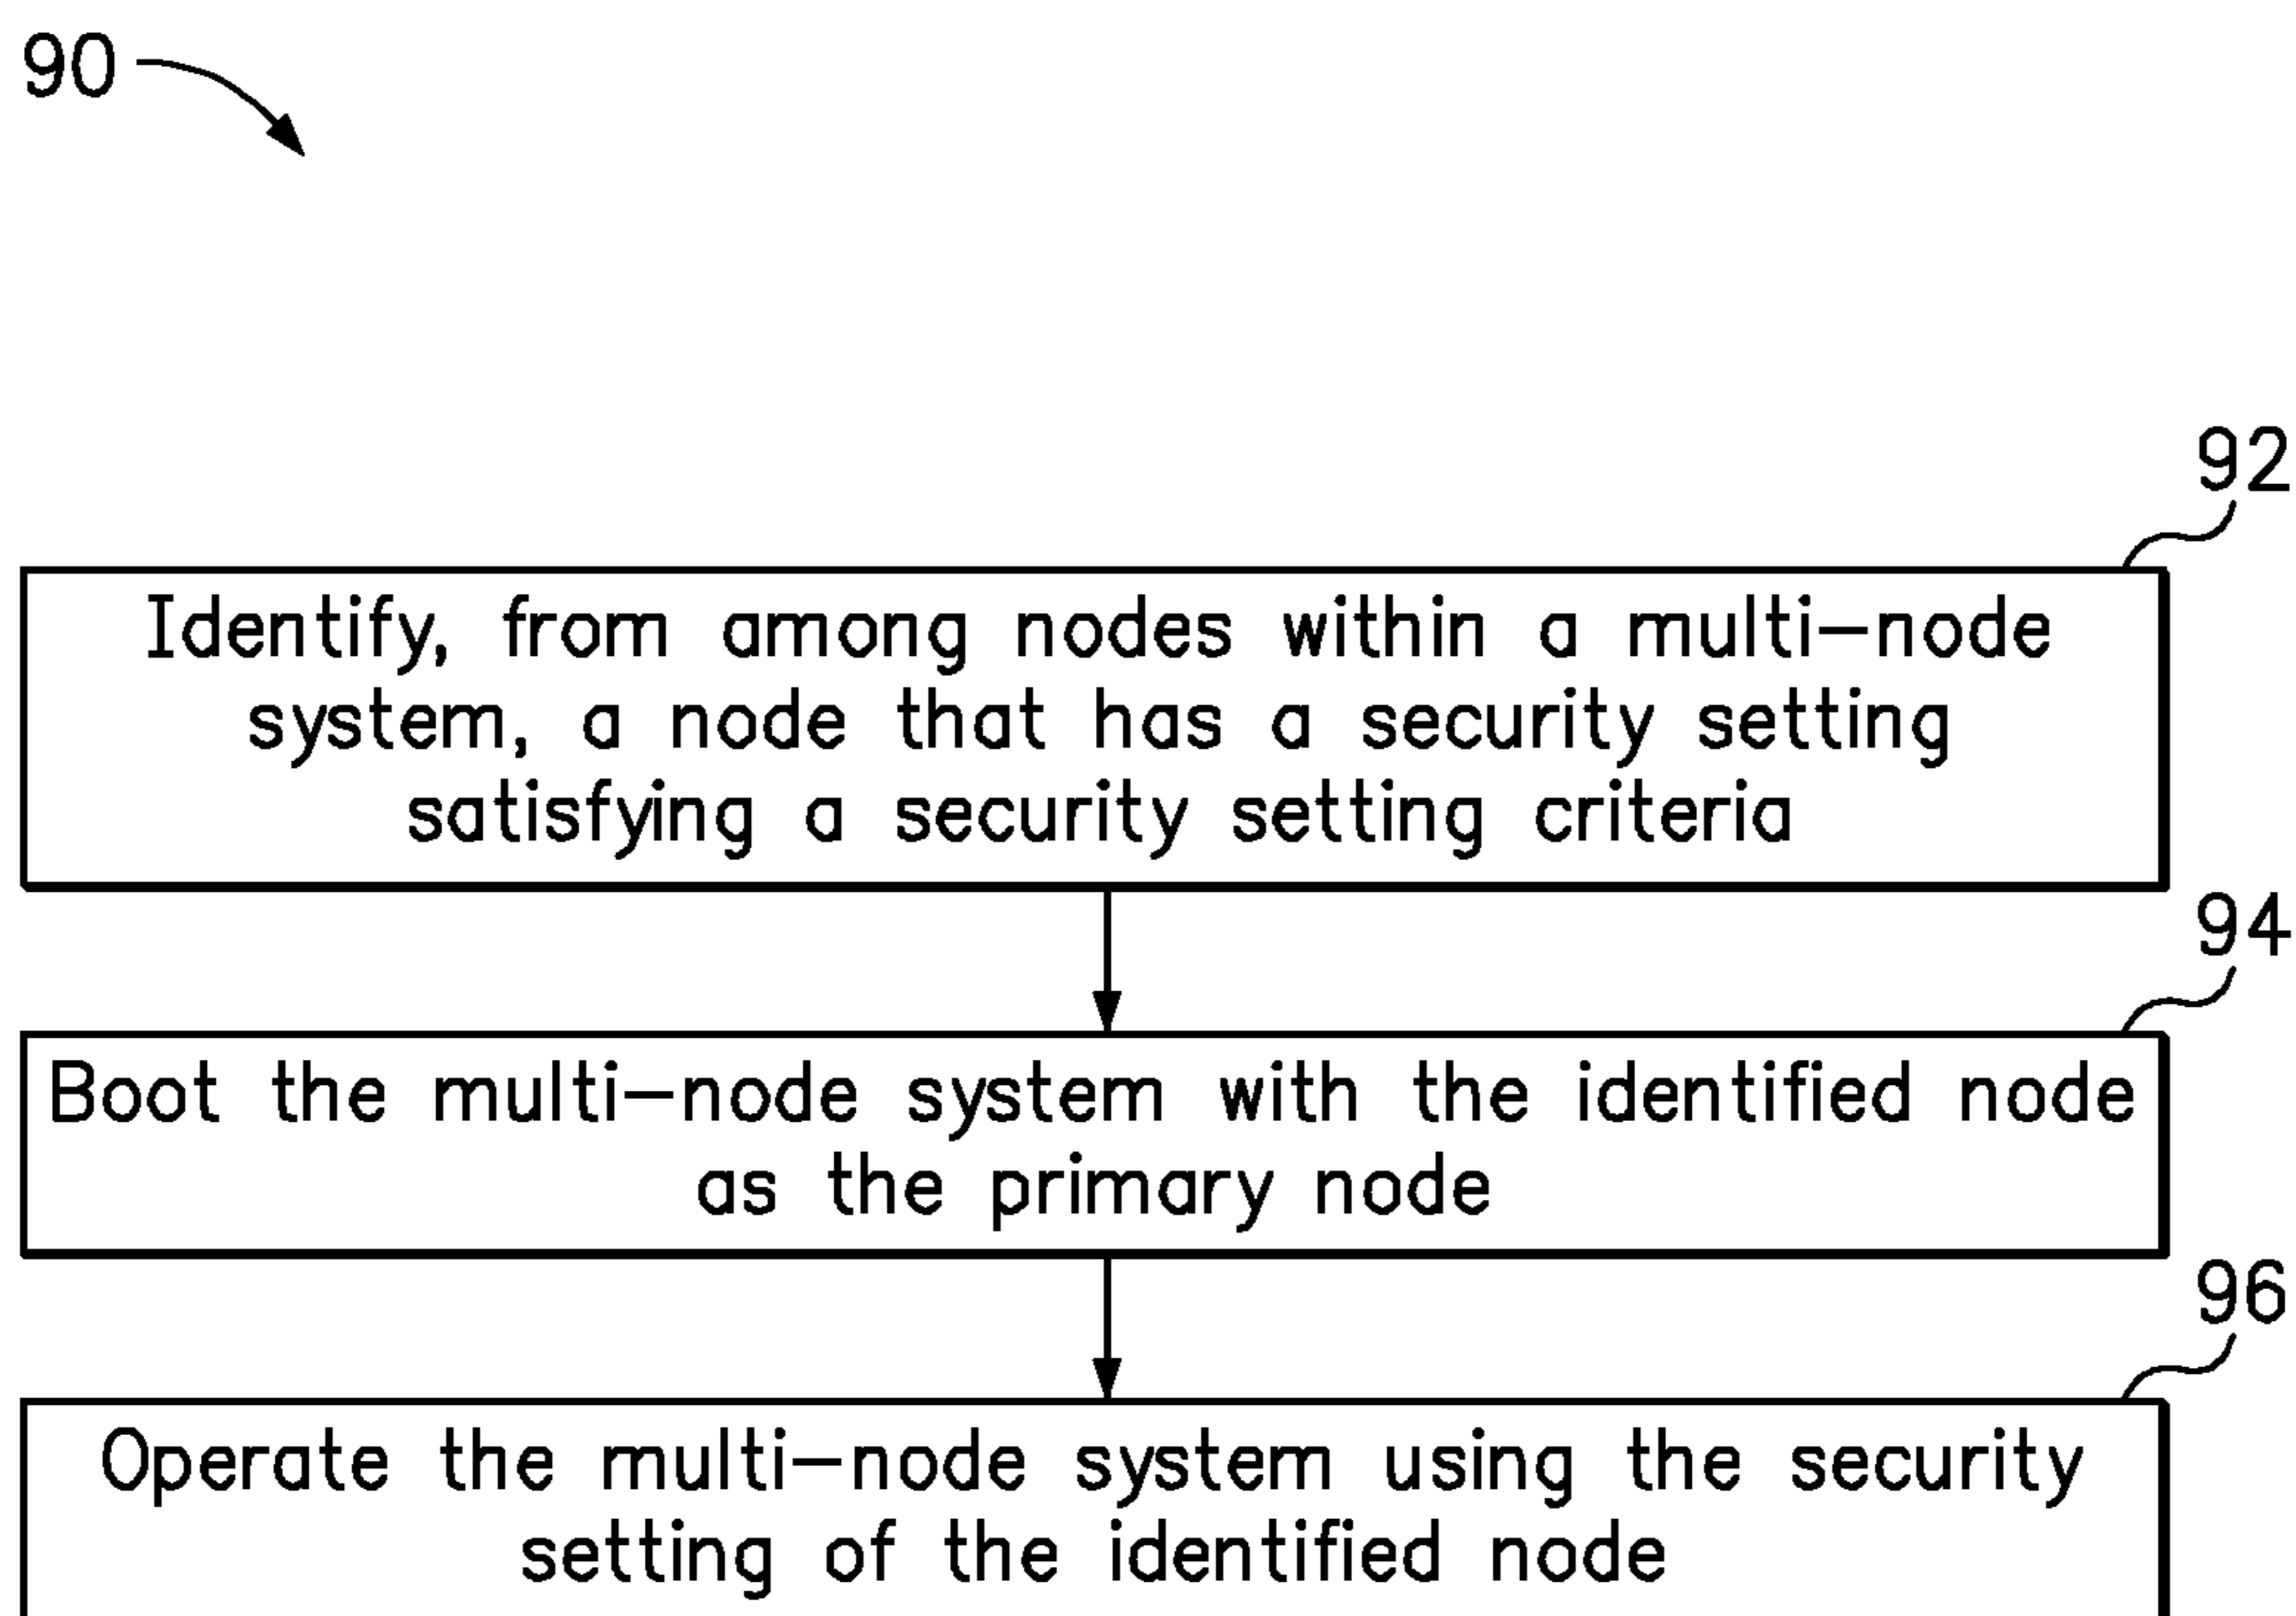 90
92
Identify, from among nodes within a multi—node
system, a node that has a security setting
satisfying a security setting criteria
94
Boot the multi—node system with the identified node
as the primary node
96
Operate the multi—node system using the security
setting of the identified node